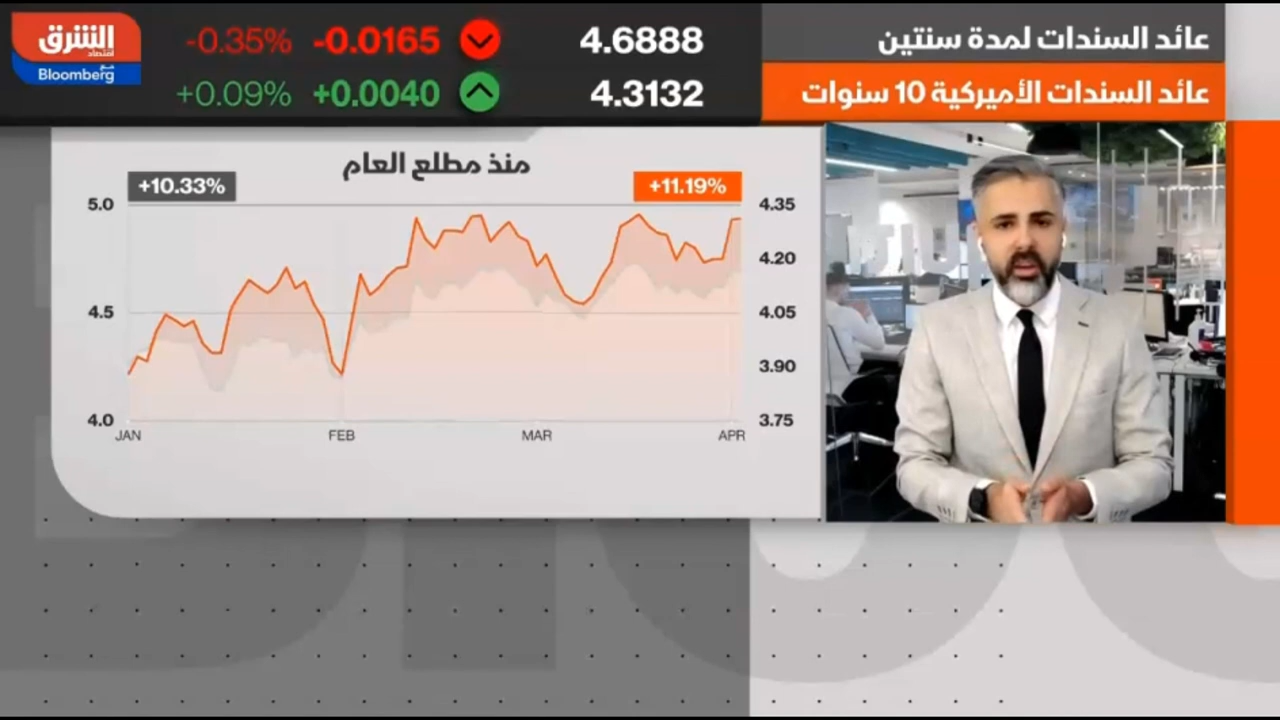 الشرق
اقتصاد
مع
Bloomberg
عائد السندات لمدة سنتين
4.6888
-0.0165
-0.35%
عائد السندات الأميركية 10 سنوات
4.3132
+0.0040
+0.09%
منذ مطلع العام
+10.33%
+11.19%
5.0
4.5
4.0
4.35
4.20
4.05
3.90
3.75
JAN FEB MAR APR